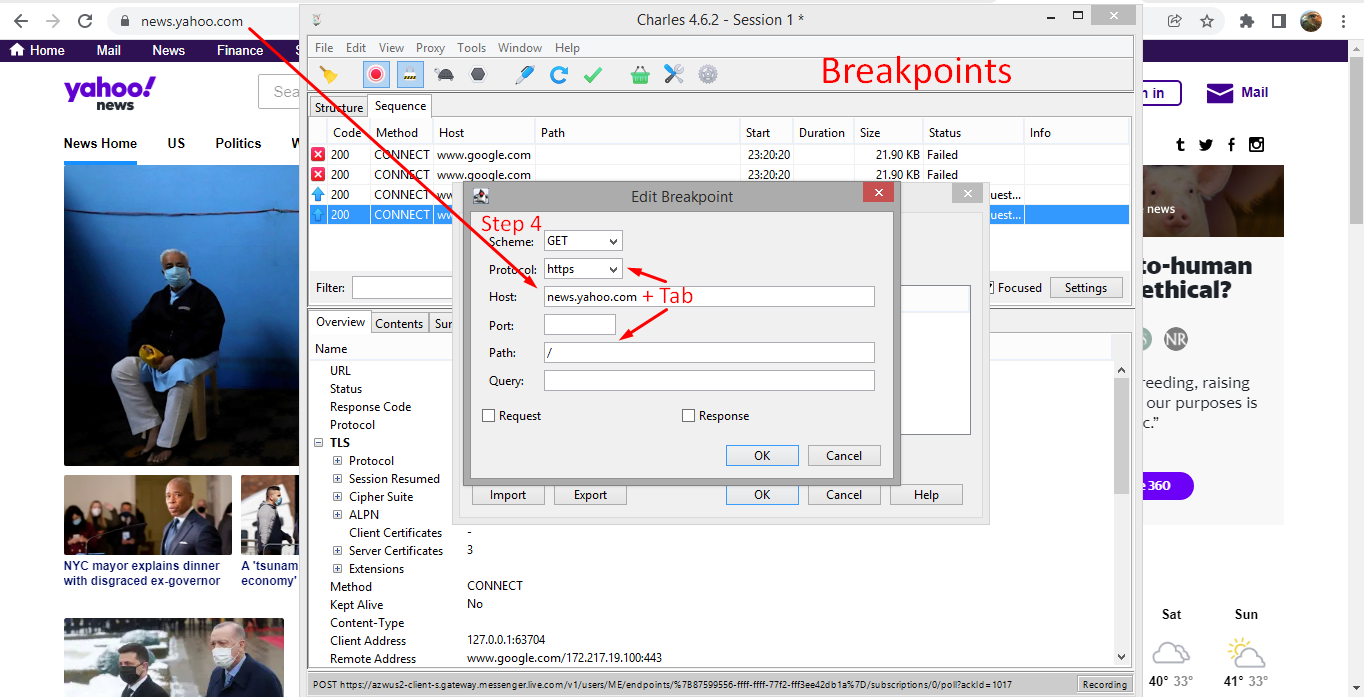 news.yahoo.com
Home Mail News Finance S
yahoo!
news
Sea
n in
Mail
News Home US Politics W
Charles 4.6.2 - Session 1 *
File Edit View Proxy Tools Window Help
Breakpoints
Structure Sequence
Code Method Host Path Start Duration Size Status Info
200 CONNECT www.google.com 23:20:20 21.90 KB Failed
200 CONNECT www.google.com 23:20:20 21.90 KB Failed
200 CONNECT ww uest...
200 CONNECT ww uest...
Filter: Focused Settings
Overview Contents Sur
Name
URL
Status
Response Code
Protocol
TLS
Protocol
Session Resumed
Cipher Suite
ALPN
Client Certificates -
Server Certificates 3
Extensions
Method CONNECT
Kept Alive No
Content-Type
Client Address 127.0.0.1:63704
Remote Address www.google.com/172.217.19.100:443
POST https://azwus2-client-s.gateway.messenger.live.com/v1/users/ME/endpoints/%7B87599556-ffff-ffff-77f2-fff3ee42db1a%7D/subscriptions/0/poll?ackId=1017 Recording
Edit Breakpoint
Step 4
Scheme: GET
Protocol: https
Host: news.yahoo.com + Tab
Port:
Path: /
Query:
Request Response
OK Cancel
Import Export OK Cancel Help
NYC mayor explains dinner
with disgraced ex-governor
A 'tsunam
economy'
news
to-human
ethical?
S NR
reeding, raising
our purposes is
c.”
e 360
Sat Sun
40° 33° 41° 33°